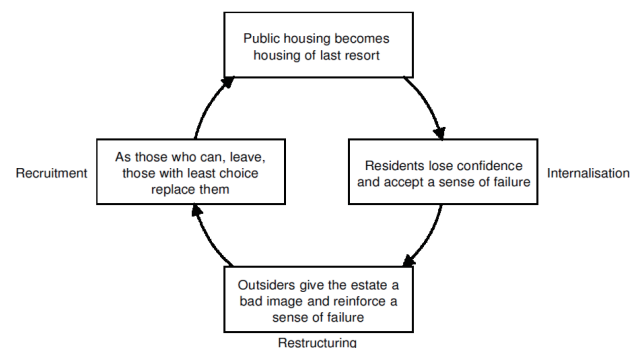 Public housing becomes
housing of last resort
Recruitment
As those who can, leave,
those with least choice
replace them
Residents lose confidence
and accept a sense of failure
Internalisation
Outsiders give the estate a
bad image and reinforce a
sense of failure
Restructuring